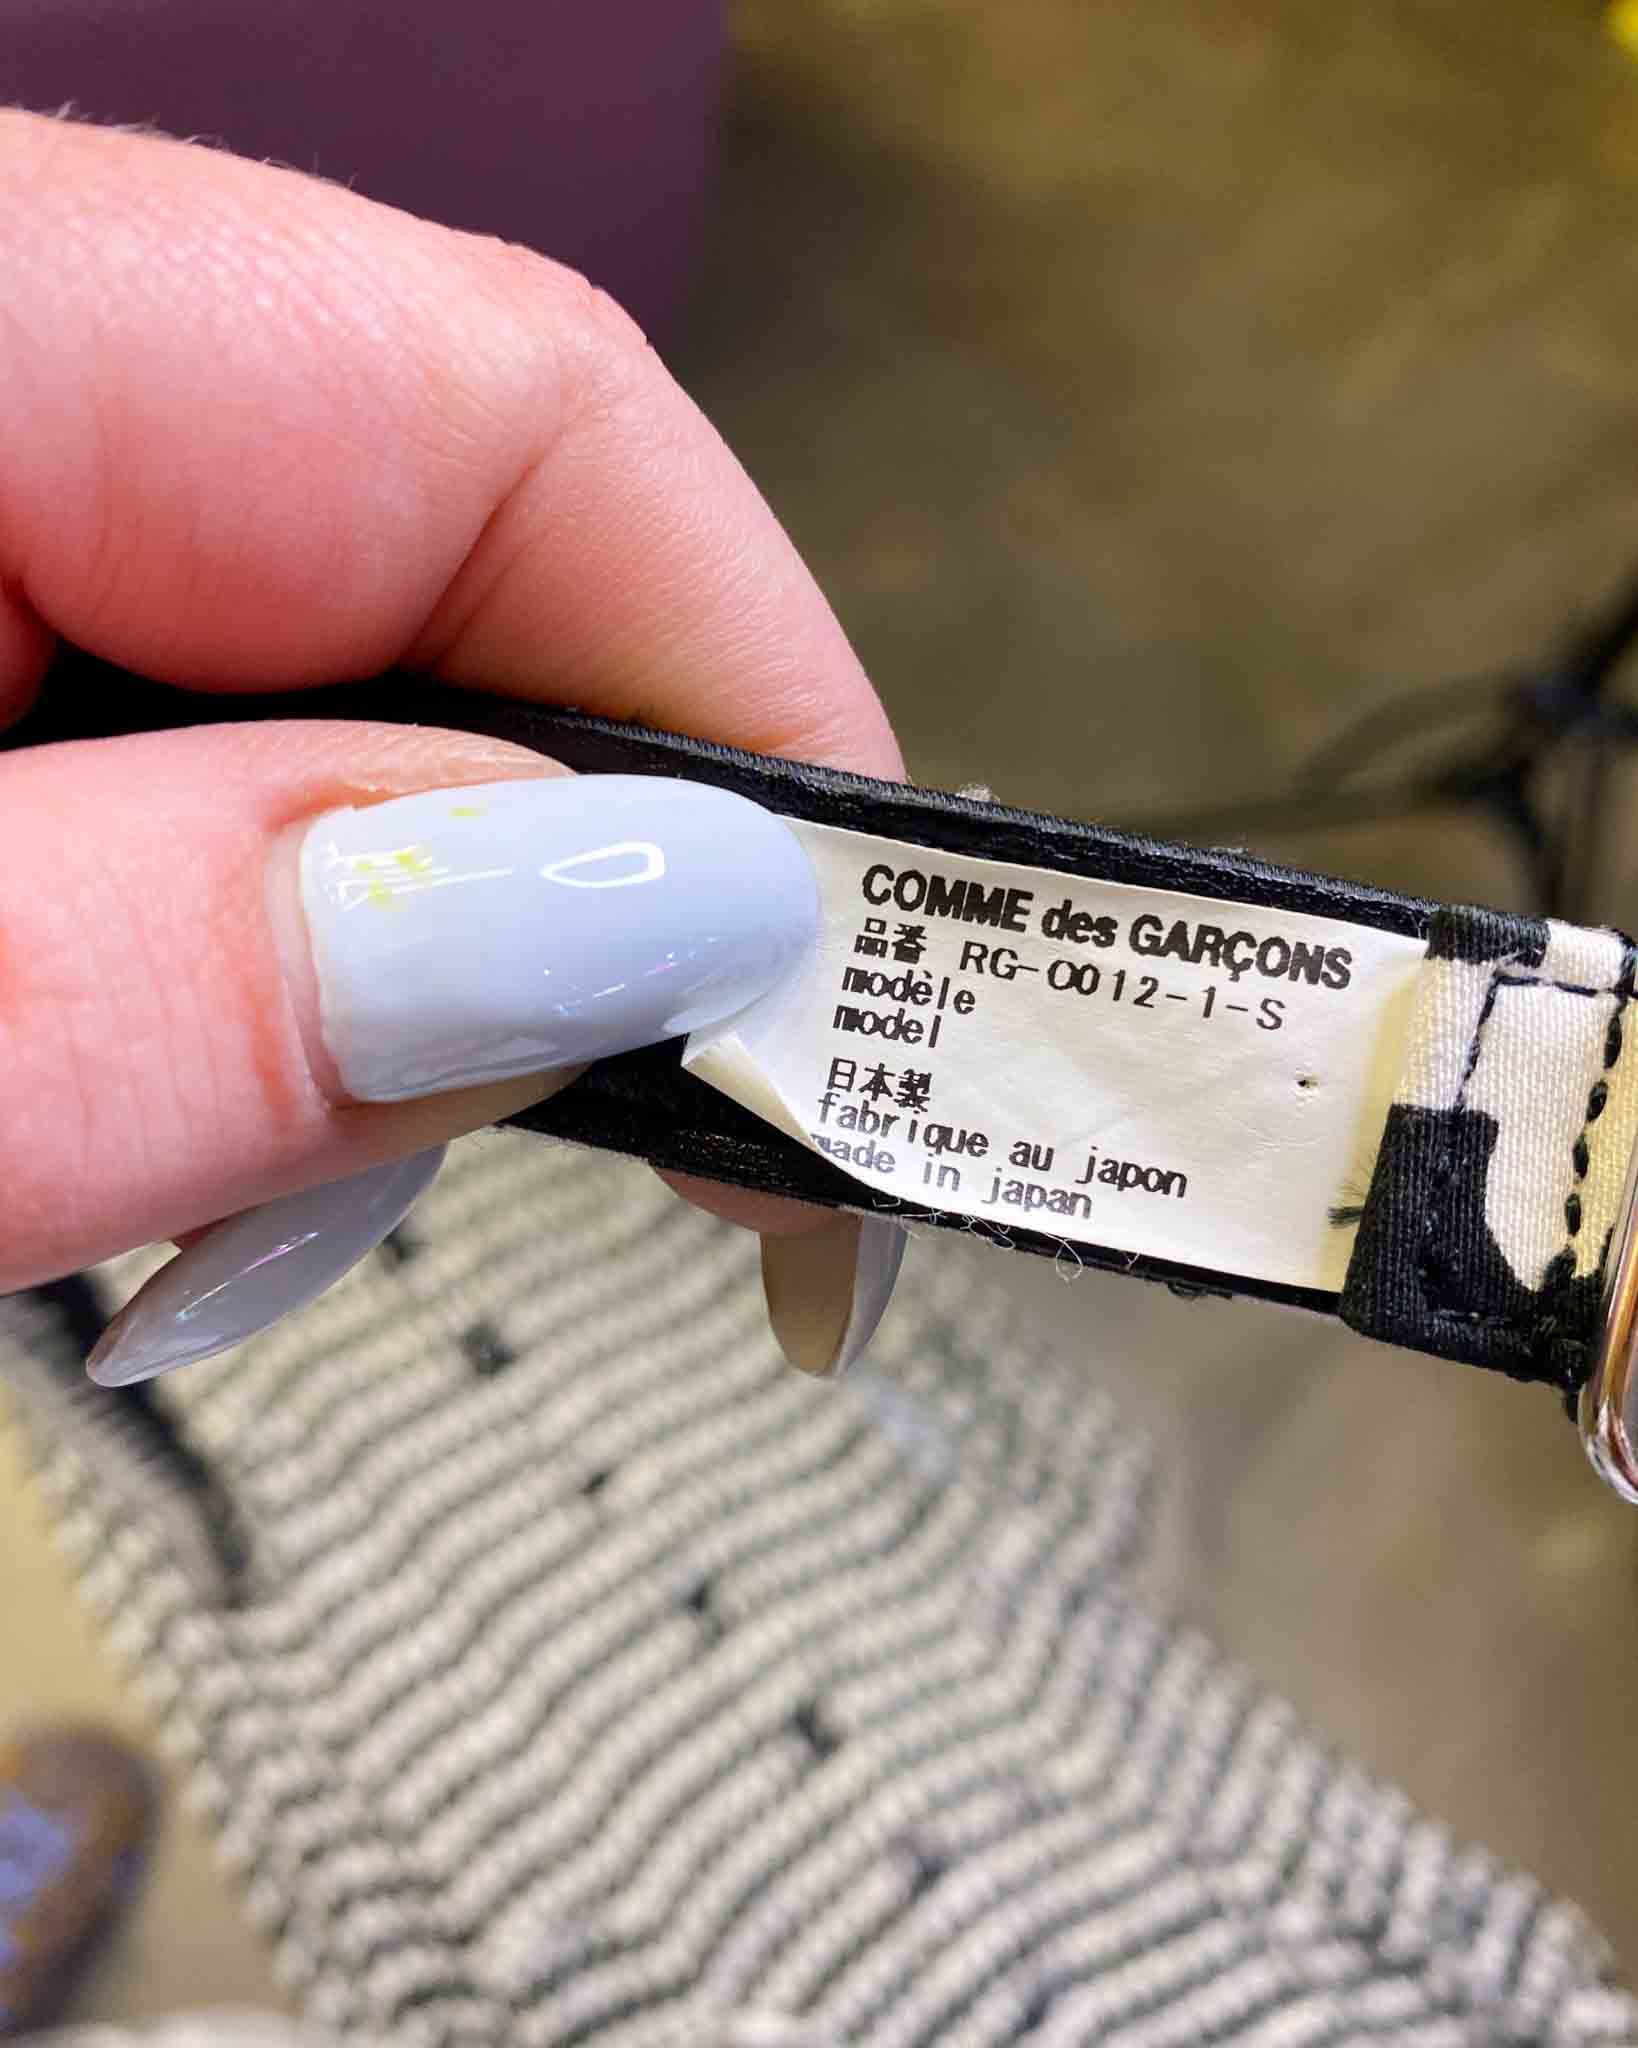 COMME des GARÇONS
品番 RG-O012-1-S
modèle
model
日本製
fabrique au japon
made in japan